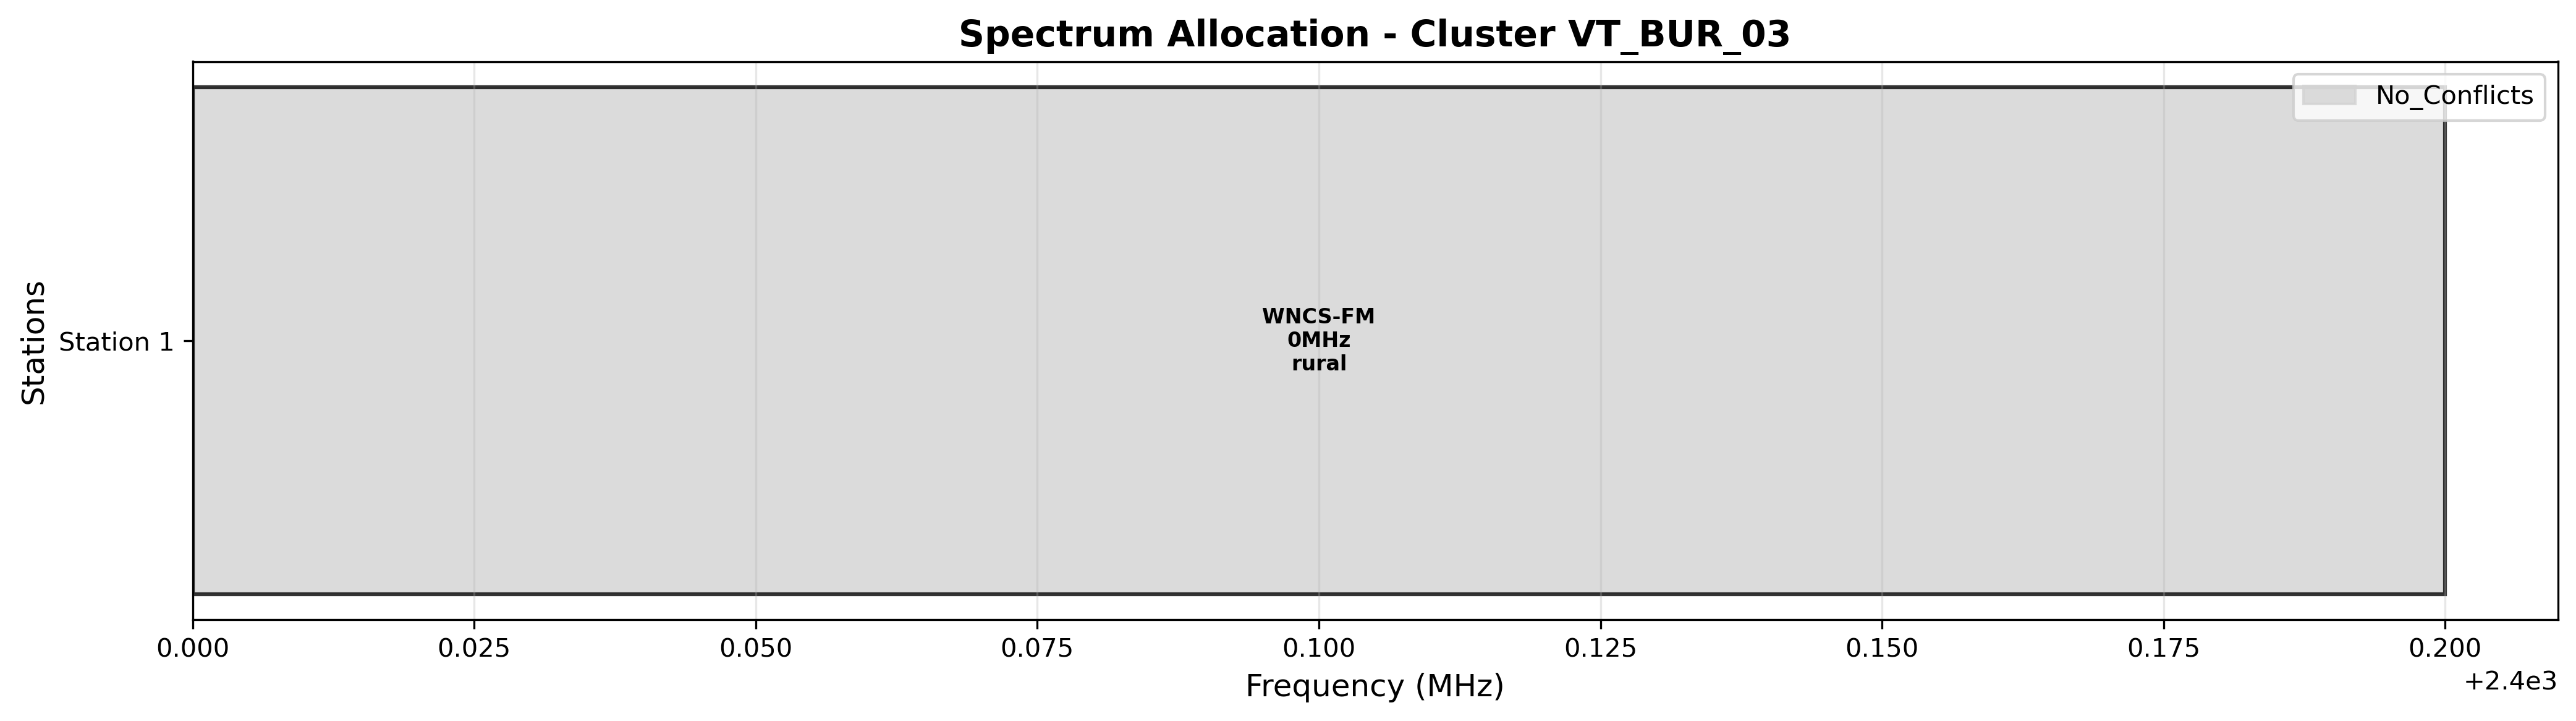 Spectrum Allocation - Cluster VT_BUR_03
No_Conflicts
Stations
Station 1
WNCS-FM
0MHz
rural
0.000 0.025 0.050 0.075 0.100 0.125 0.150 0.175 0.200
+2.4e3
Frequency (MHz)